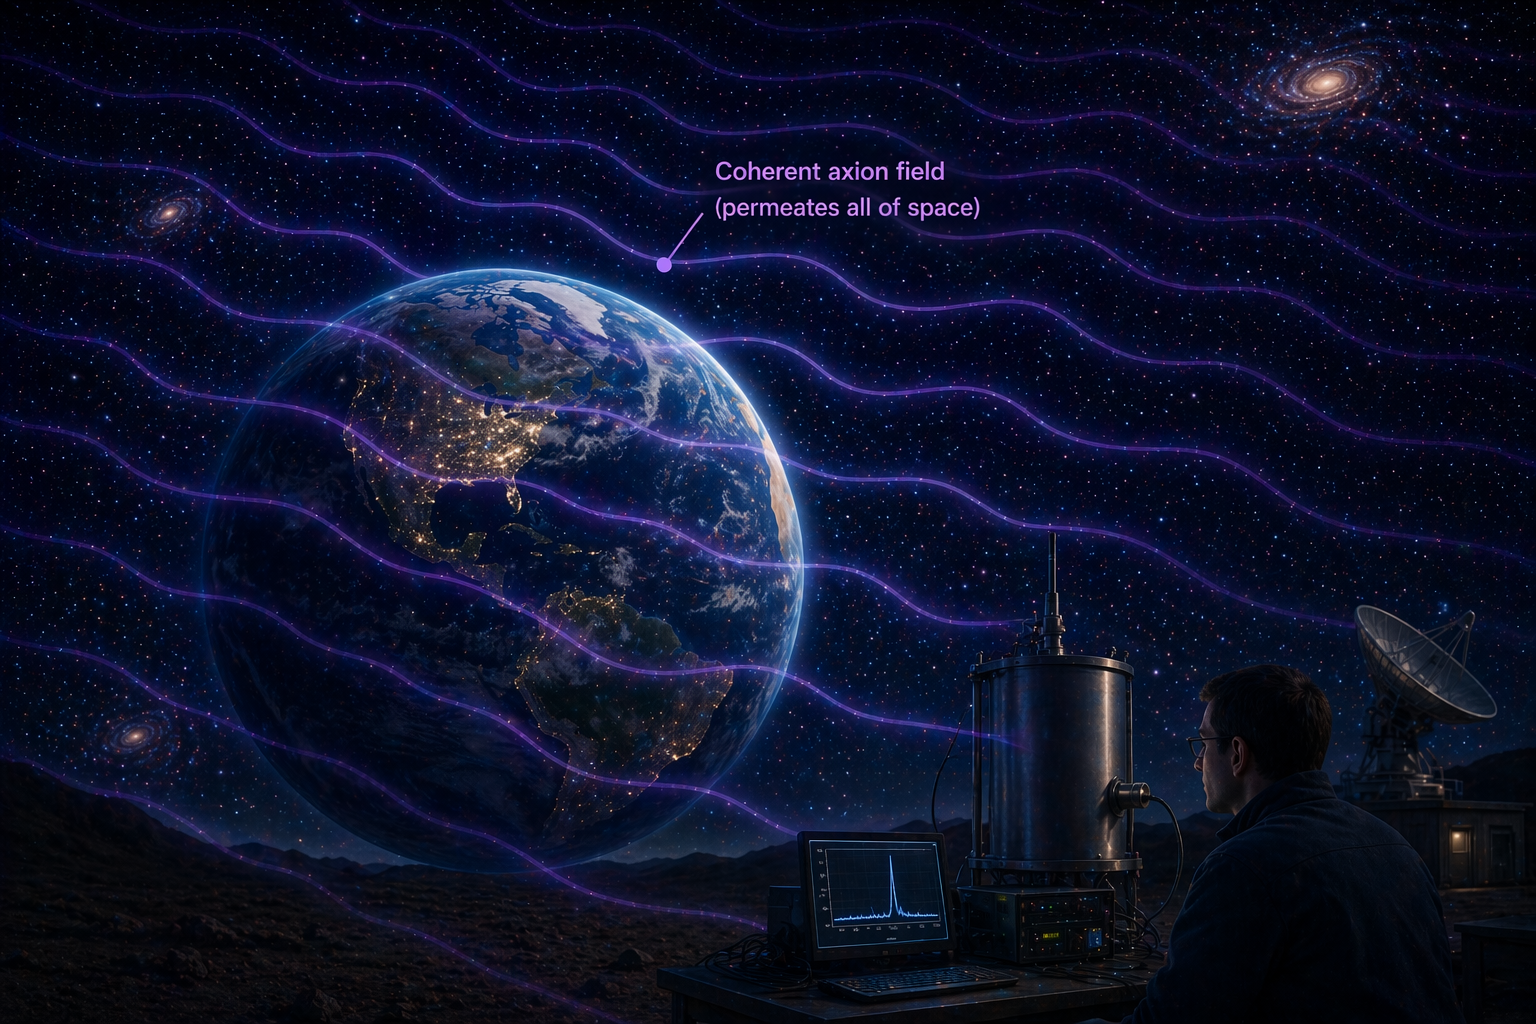 Coherent axion field
(permeates all of space)